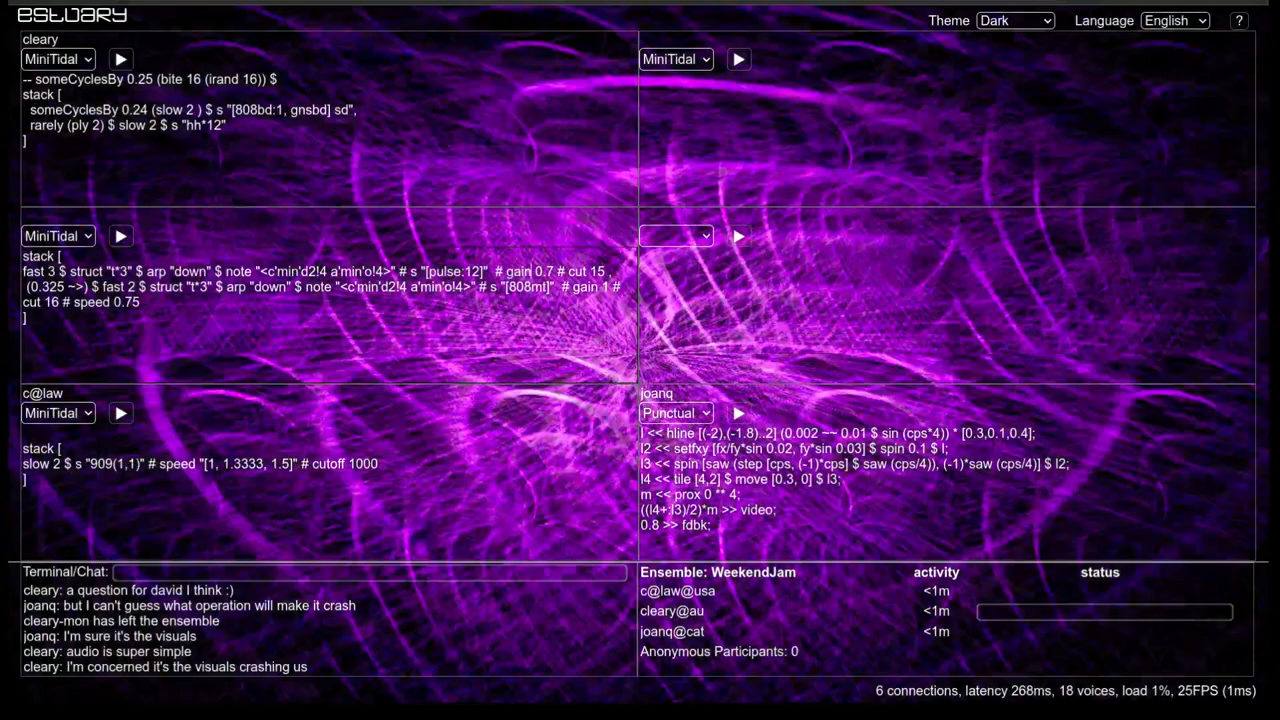 estuary
Theme Dark Language English ?
cleary
MiniTidal
-- someCyclesBy 0.25 (bite 16 (irand 16)) $
stack [
someCyclesBy 0.24 (slow 2 ) $ s "[808bd:1, gnsbd] sd",
rarely (ply 2) $ slow 2 $ s "hh*12"
]
MiniTidal
MiniTidal
stack [
fast 3 $ struct "t*3" $ arp "down" $ note "<c'min'd2!4 a'min'o!4>" # s "[pulse:12]" # gain 0.7 # cut 15 ,
(0.325 ~>) $ fast 2 $ struct "t*3" $ arp "down" $ note "<c'min'd2!4 a'min'o!4>" # s "[808mt]" # gain 1 #
cut 16 # speed 0.75
]
c@law
MiniTidal
stack [
slow 2 $ s "909(1,1)" # speed "[1, 1.3333, 1.5]" # cutoff 1000
]
joanq
Punctual
l << hline [(-2),(-1.8)..2] (0.002 ~~ 0.01 $ sin (cps*4)) * [0.3,0.1,0.4];
l2 << setfxy [fx/fy*sin 0.02, fy*sin 0.03] $ spin 0.1 $ l;
l3 << spin [saw (step [cps, (-1)*cps] $ saw (cps/4)), (-1)*saw (cps/4)] $ l2;
l4 << tile [4,2] $ move [0.3, 0] $ l3;
m << prox 0 ** 4;
((l4+:l3)/2)*m >> video;
0.8 >> fdbk;
Terminal/Chat:
cleary: a question for david I think :)
joanq: but I can't guess what operation will make it crash
cleary-mon has left the ensemble
joanq: I'm sure it's the visuals
cleary: audio is super simple
cleary: I'm concerned it's the visuals crashing us
Ensemble: WeekendJam activity status
c@law@usa <1m
cleary@au <1m
joanq@cat <1m
Anonymous Participants: 0
6 connections, latency 268ms, 18 voices, load 1%, 25FPS (1ms)